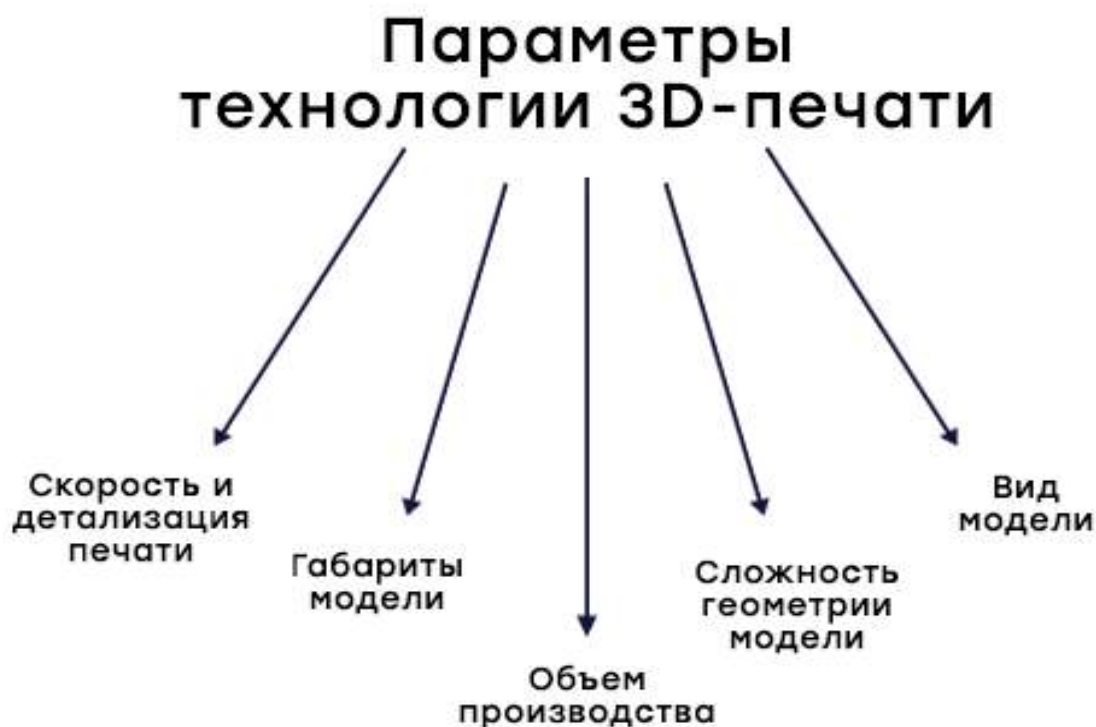 Параметры
технологии 3D-печати
Скорость и
детализация
печати
Габариты
модели
Объем
производства
Сложность
геометрии
модели
Вид
модели